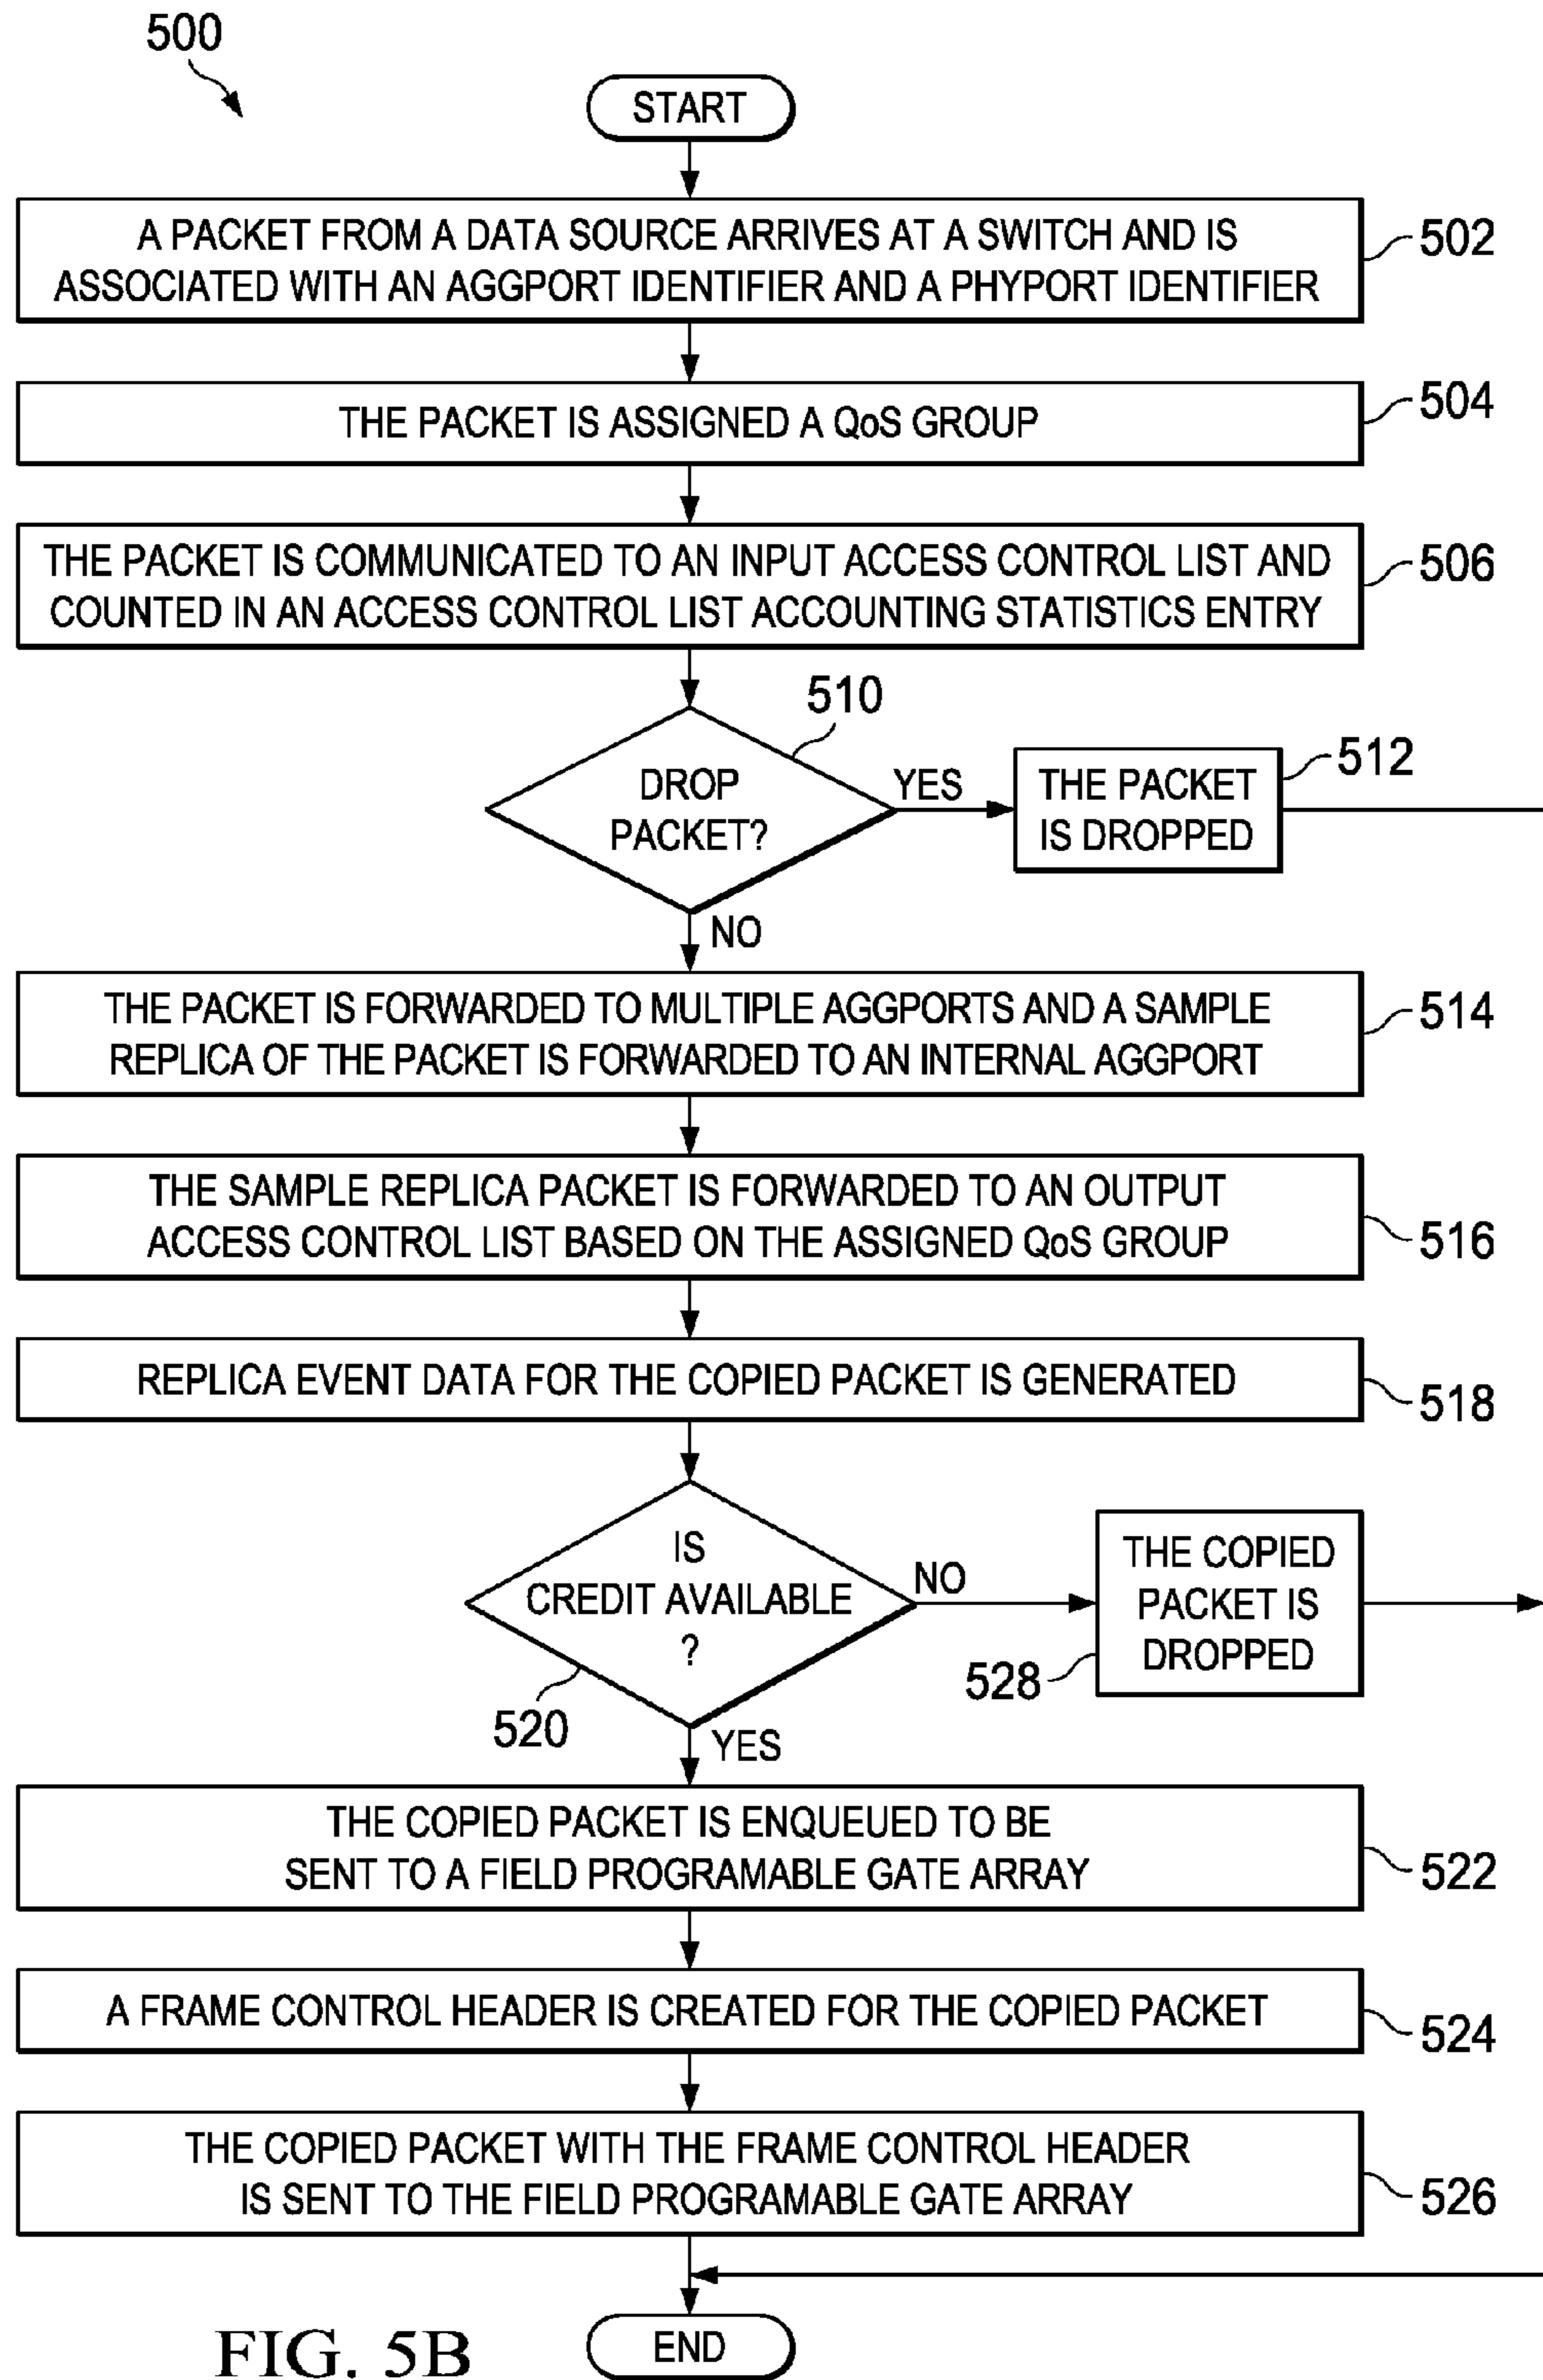 500
START
A PACKET FROM A DATA SOURCE ARRIVES AT A SWITCH AND IS
ASSOCIATED WITH AN AGGPORT IDENTIFIER AND A PHYPORT IDENTIFIER
502
THE PACKET IS ASSIGNED A QoS GROUP
504
THE PACKET IS COMMUNICATED TO AN INPUT ACCESS CONTROL LIST AND
COUNTED IN AN ACCESS CONTROL LIST ACCOUNTING STATISTICS ENTRY
506
510
DROP
PACKET?
YES
THE PACKET
IS DROPPED
512
NO
THE PACKET IS FORWARDED TO MULTIPLE AGGPORTS AND A SAMPLE
REPLICA OF THE PACKET IS FORWARDED TO AN INTERNAL AGGPORT
514
THE SAMPLE REPLICA PACKET IS FORWARDED TO AN OUTPUT
ACCESS CONTROL LIST BASED ON THE ASSIGNED QoS GROUP
516
REPLICA EVENT DATA FOR THE COPIED PACKET IS GENERATED
518
IS
CREDIT AVAILABLE
?
520
NO
THE COPIED
PACKET IS
DROPPED
528
YES
THE COPIED PACKET IS ENQUEUED TO BE
SENT TO A FIELD PROGRAMABLE GATE ARRAY
522
A FRAME CONTROL HEADER IS CREATED FOR THE COPIED PACKET
524
THE COPIED PACKET WITH THE FRAME CONTROL HEADER
IS SENT TO THE FIELD PROGRAMABLE GATE ARRAY
526
END
FIG. 5B